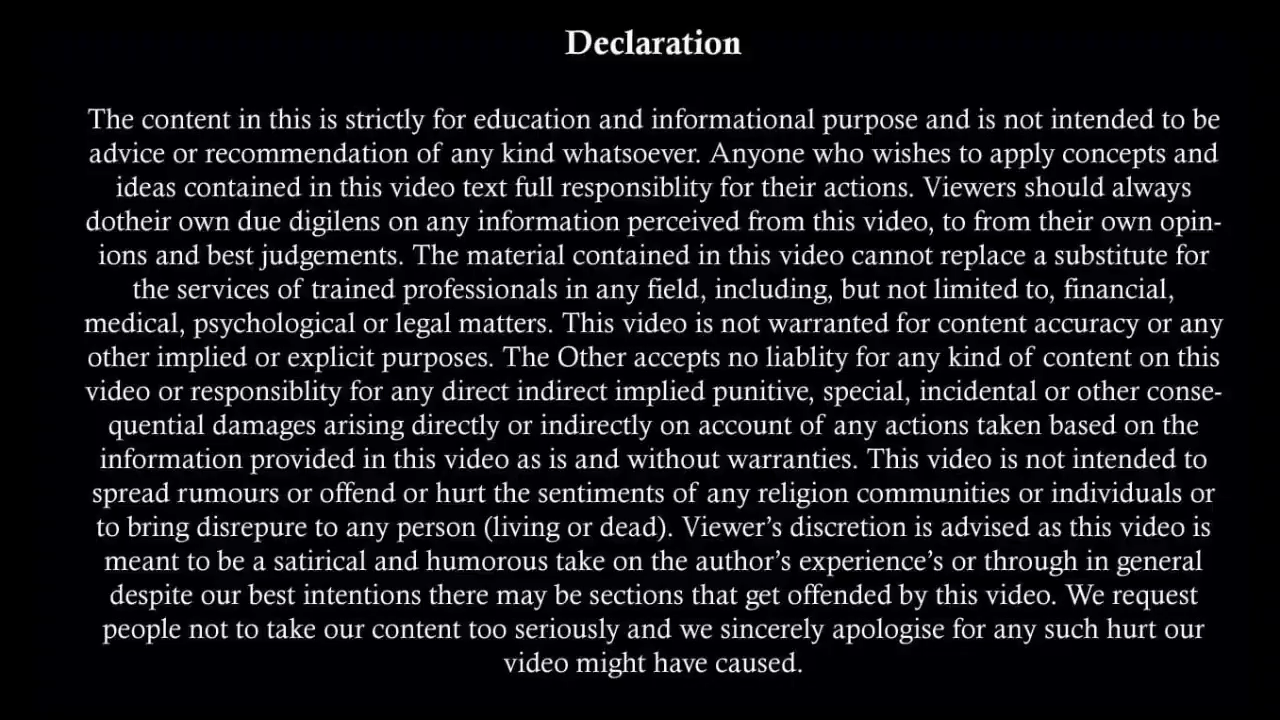 Declaration
The content in this is strictly for education and informational purpose and is not intended to be
advice or recommendation of any kind whatsoever. Anyone who wishes to apply concepts and
ideas contained in this video text full responsiblity for their actions. Viewers should always
dotheir own due digilens on any information perceived from this video, to from their own opin-
ions and best judgements. The material contained in this video cannot replace a substitute for
the services of trained professionals in any field, including, but not limited to, financial,
medical, psychological or legal matters. This video is not warranted for content accuracy or any
other implied or explicit purposes. The Other accepts no liablity for any kind of content on this
video or responsiblity for any direct indirect implied punitive, special, incidental or other conse-
quential damages arising directly or indirectly on account of any actions taken based on the
information provided in this video as is and without warranties. This video is not intended to
spread rumours or offend or hurt the sentiments of any religion communities or individuals or
to bring disrepure to any person (living or dead). Viewer’s discretion is advised as this video is
meant to be a satirical and humorous take on the author’s experience’s or through in general
despite our best intentions there may be sections that get offended by this video. We request
people not to take our content too seriously and we sincerely apologise for any such hurt our
video might have caused.